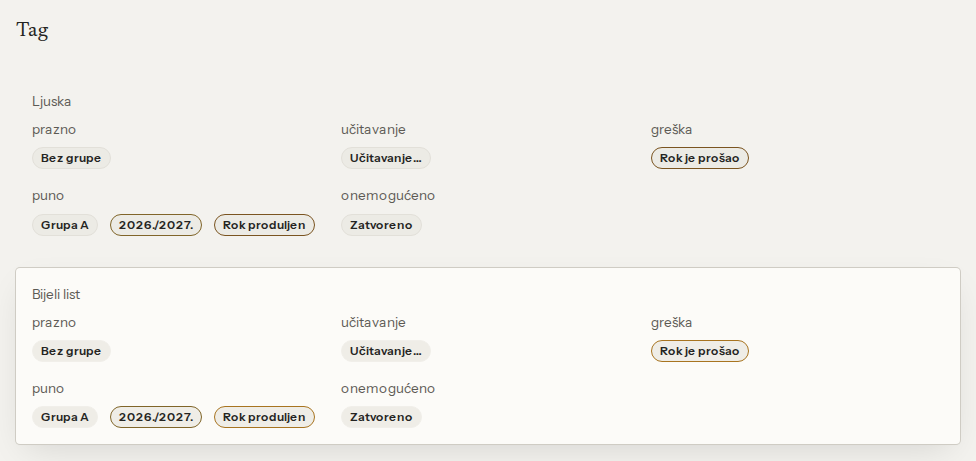 Tag
Ljuska
prazno učitavanje greška
Bez grupe Učitavanje... Rok je prošao
puno onemogućeno
Grupa A 2026./2027. Rok produljen Zatvoreno
Bijeli list
prazno učitavanje greška
Bez grupe Učitavanje... Rok je prošao
puno onemogućeno
Grupa A 2026./2027. Rok produljen Zatvoreno